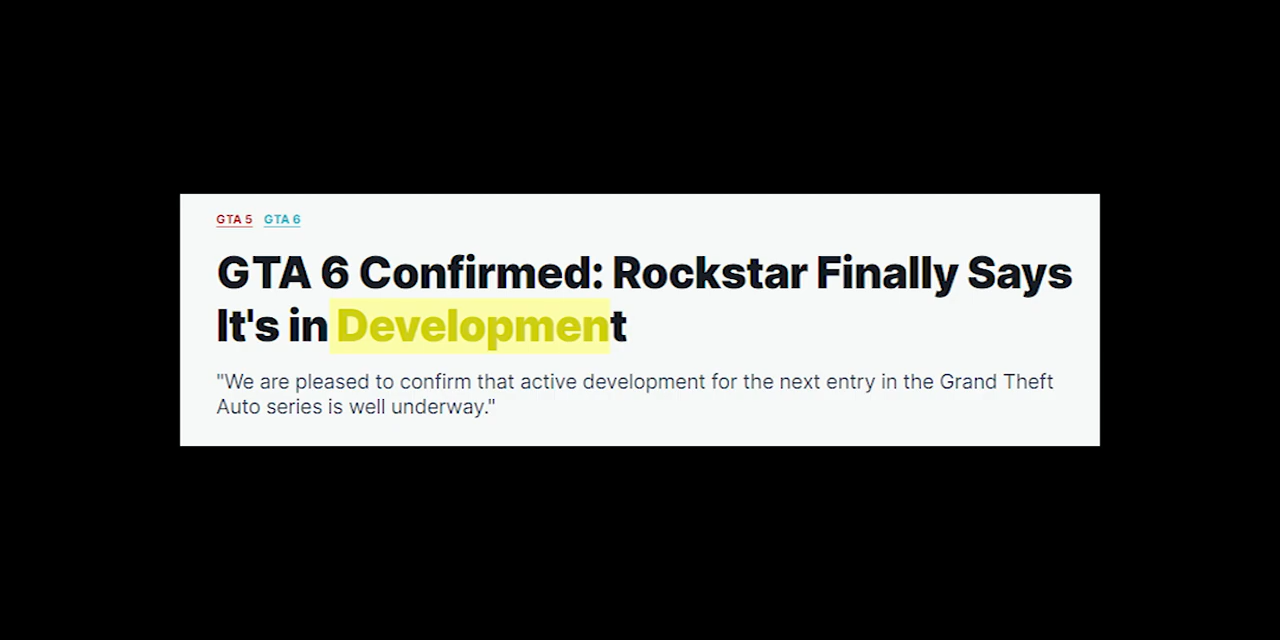 GTA 5 GTA 6
GTA 6 Confirmed: Rockstar Finally Says
It's in Development
"We are pleased to confirm that active development for the next entry in the Grand Theft
Auto series is well underway."